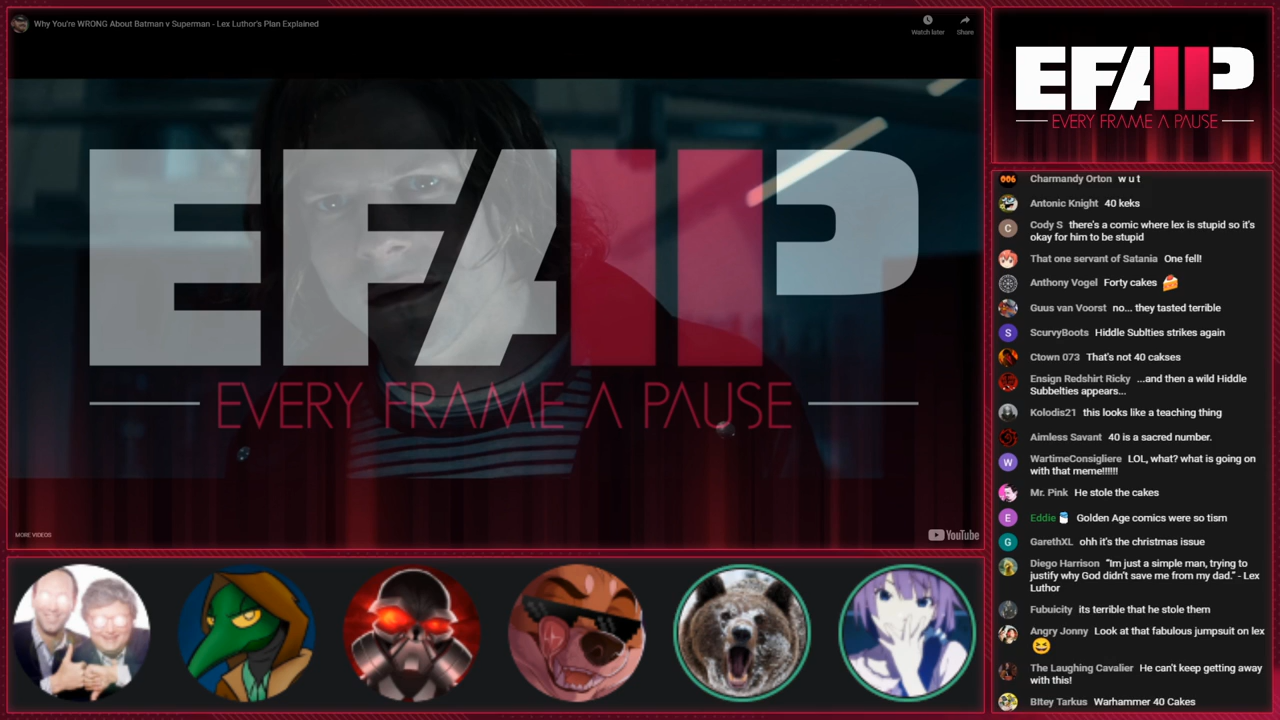 Why You're WRONG About Batman v Superman - Lex Luthor's Plan Explained
Watch later
Share
EFAP
EVERY FRAME A PAUSE
MORE VIDEOS
YouTube
EFAP
EVERY FRAME A PAUSE
Charmandy Orton w u t
Antonic Knight 40 keks
Cody S there's a comic where lex is stupid so it's
okay for him to be stupid
That one servant of Satania One fell!
Anthony Vogel Forty cakes 🍰
Guus van Voorst no... they tasted terrible
S
ScurvyBoots Hiddle Sublties strikes again
Ctown 073 That's not 40 cakses
Ensign Redshirt Ricky ...and then a wild Hiddle
Subbelties appears...
Kolodis21 this looks like a teaching thing
Aimless Savant 40 is a sacred number.
W
WartimeConsigliere LOL, what? what is going on
with that meme!!!!!!
Mr. Pink He stole the cakes
E
Eddie Golden Age comics were so tism
G
GarethXL ohh it's the christmas issue
Diego Harrison "Im just a simple man, trying to
justify why God didn't save me from my dad." - Lex
Luthor
Fubuicity its terrible that he stole them
Angry Jonny Look at that fabulous jumpsuit on lex
😆
The Laughing Cavalier He can't keep getting away
with this!
BItey Tarkus Warhammer 40 Cakes